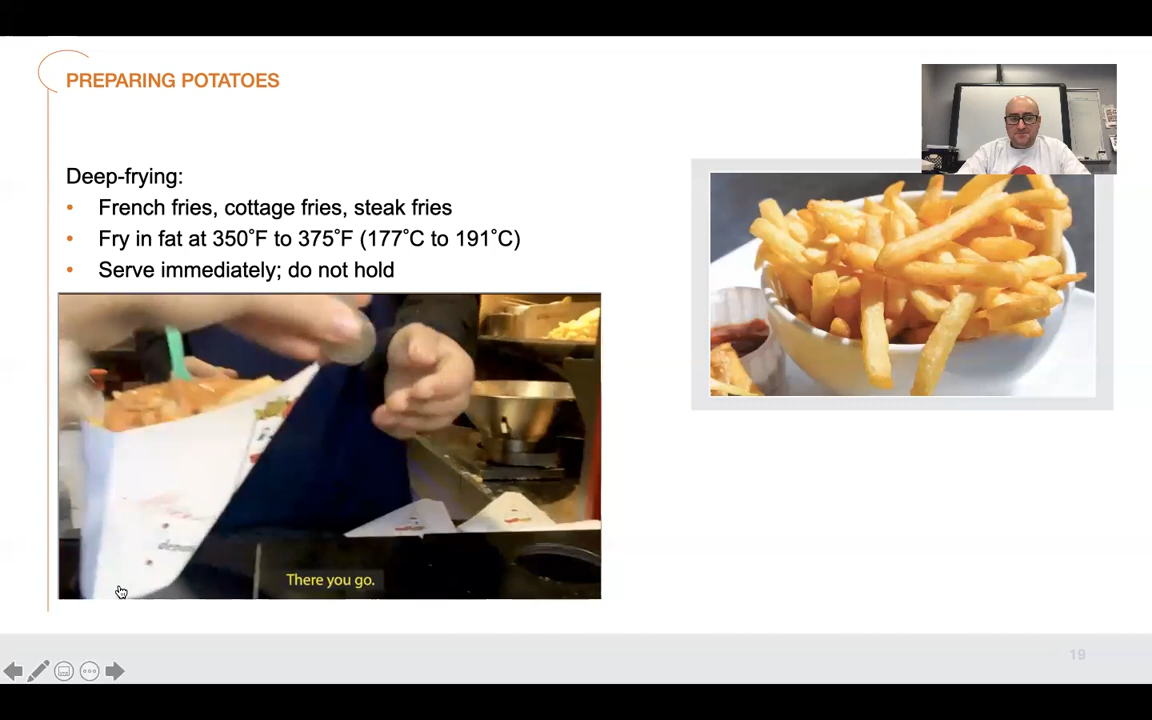 PREPARING POTATOES
Deep-frying:
• French fries, cottage fries, steak fries
• Fry in fat at 350˚F to 375˚F (177˚C to 191˚C)
• Serve immediately; do not hold
There you go.
19